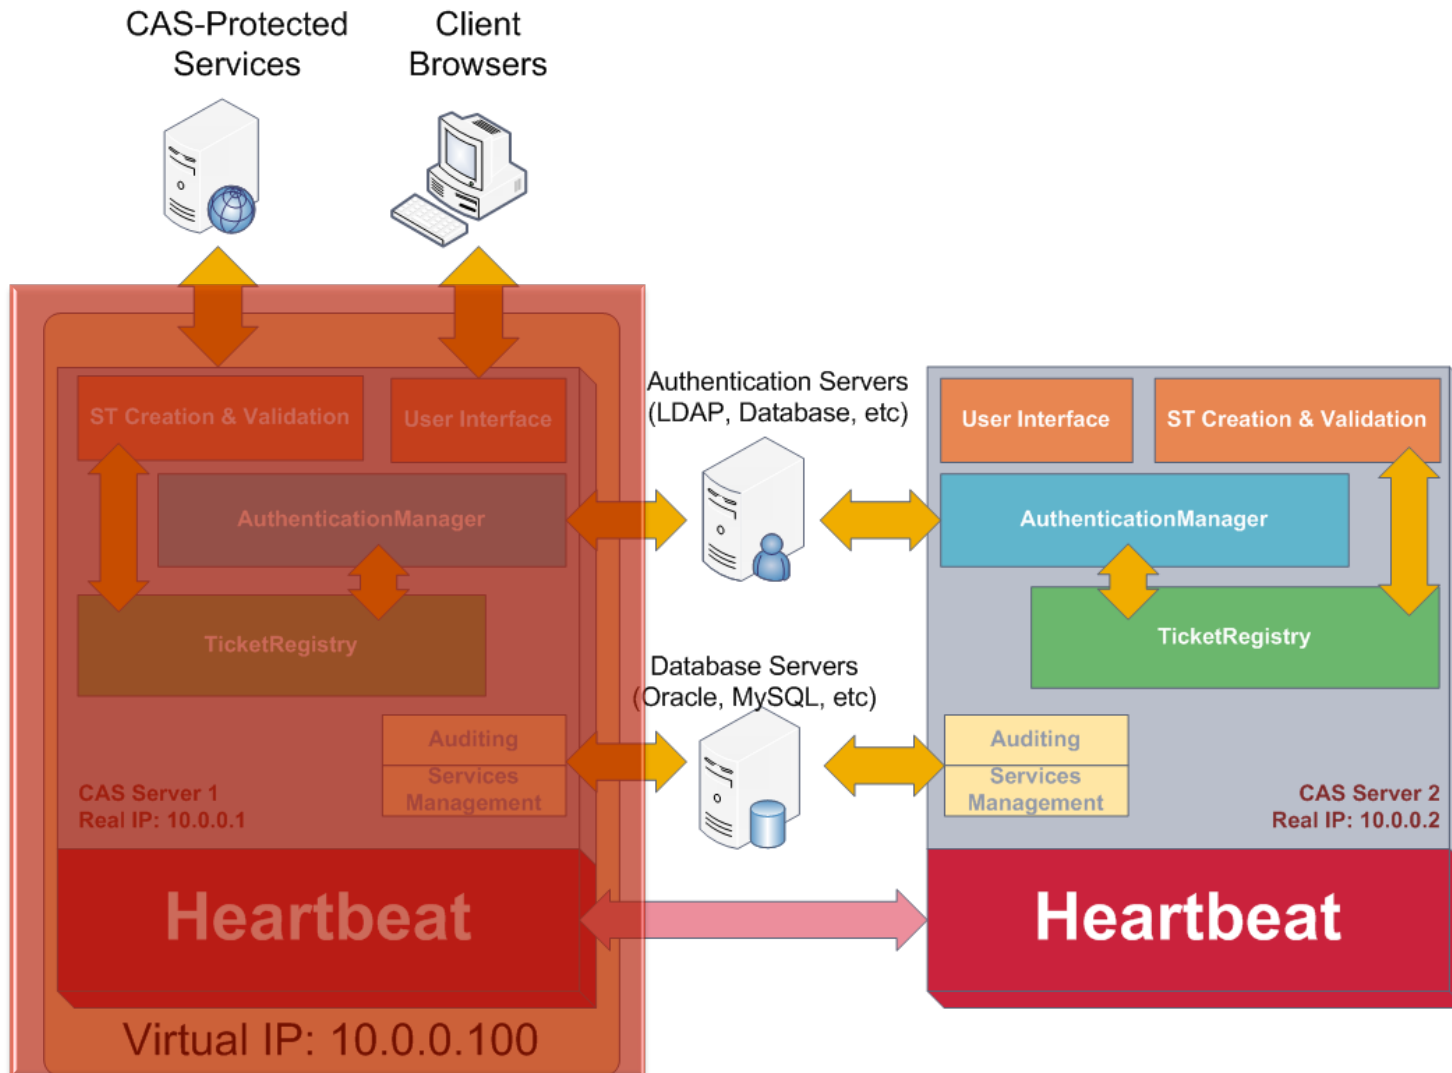 CAS-Protected
Services
Client
Browsers
ST Creation & Validation
User Interface
AuthenticationManager
TicketRegistry
Auditing
Services
Management
CAS Server 1
Real IP: 10.0.0.1
Heartbeat
Virtual IP: 10.0.0.100
Authentication Servers
(LDAP, Database, etc)
Database Servers
(Oracle, MySQL, etc)
User Interface
ST Creation & Validation
AuthenticationManager
TicketRegistry
Auditing
Services
Management
CAS Server 2
Real IP: 10.0.0.2
Heartbeat